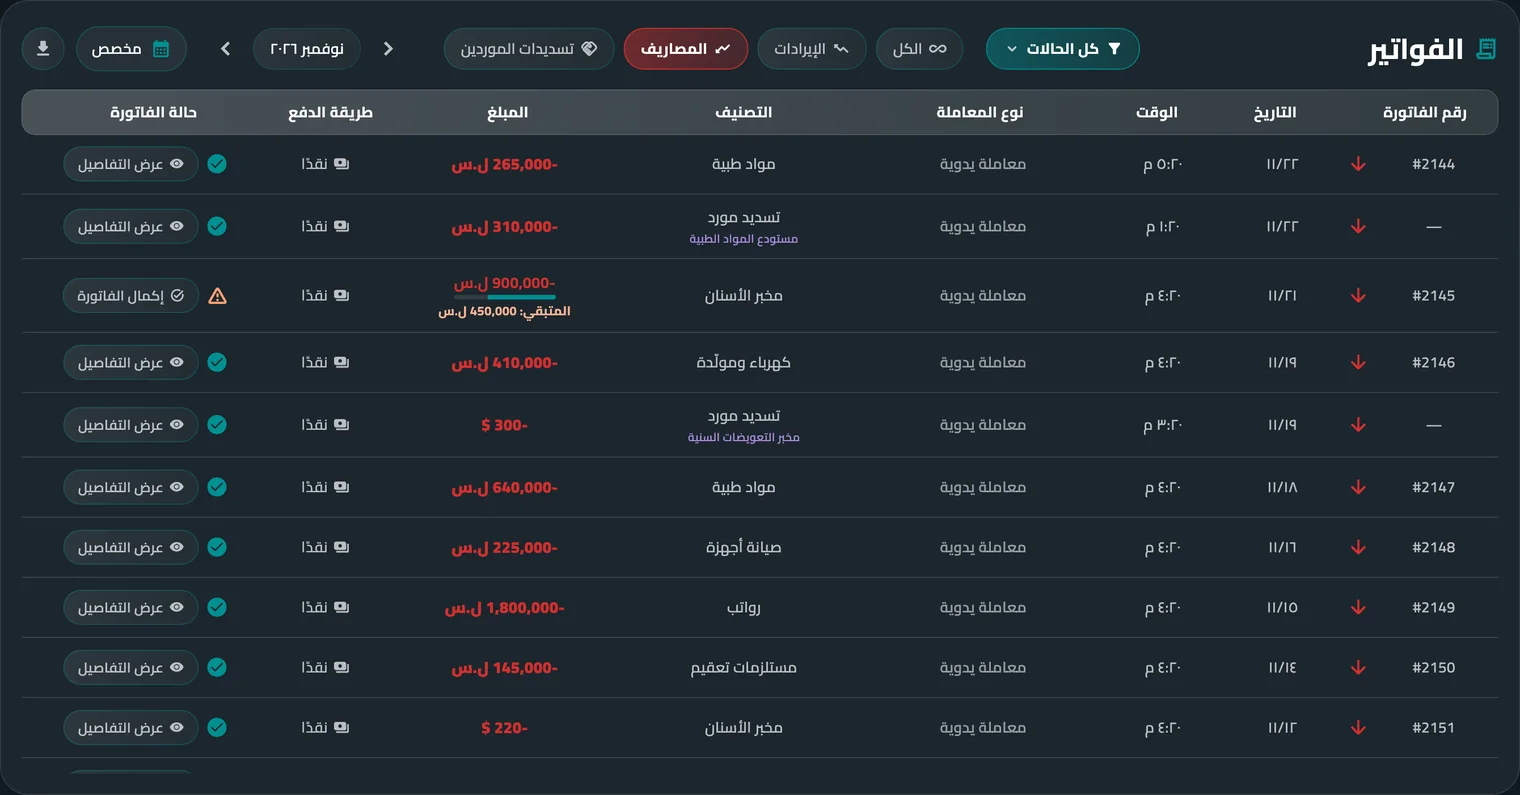 الفواتير
كل الحالات
الكل
الإيرادات
المصاريف
تسديدات الموردين
نوفمبر ٢٠٢٦
مخصص
رقم الفاتورة التاريخ الوقت نوع المعاملة التصنيف المبلغ طريقة الدفع حالة الفاتورة
#2144 ١١/٢٢ ٥:٢٠ م معاملة يدوية مواد طبية -265,000 ل.س نقدًا عرض التفاصيل
— ١١/٢٢ ١:٢٠ م معاملة يدوية تسديد مورد -310,000 ل.س نقدًا عرض التفاصيل
مستودع المواد الطبية
#2145 ١١/٢١ ٤:٢٠ م معاملة يدوية مخبر الأسنان -900,000 ل.س نقدًا إكمال الفاتورة
المتبقي: 450,000 ل.س
#2146 ١١/١٩ ٤:٢٠ م معاملة يدوية كهرباء ومولّدة -410,000 ل.س نقدًا عرض التفاصيل
— ١١/١٩ ٣:٢٠ م معاملة يدوية تسديد مورد -300 $ نقدًا عرض التفاصيل
مخبر التعويضات السنية
#2147 ١١/١٨ ٤:٢٠ م معاملة يدوية مواد طبية -640,000 ل.س نقدًا عرض التفاصيل
#2148 ١١/١٦ ٤:٢٠ م معاملة يدوية صيانة أجهزة -225,000 ل.س نقدًا عرض التفاصيل
#2149 ١١/١٥ ٤:٢٠ م معاملة يدوية رواتب -1,800,000 ل.س نقدًا عرض التفاصيل
#2150 ١١/١٤ ٤:٢٠ م معاملة يدوية مستلزمات تعقيم -145,000 ل.س نقدًا عرض التفاصيل
#2151 ١١/١٢ ٤:٢٠ م معاملة يدوية مخبر الأسنان -220 $ نقدًا عرض التفاصيل